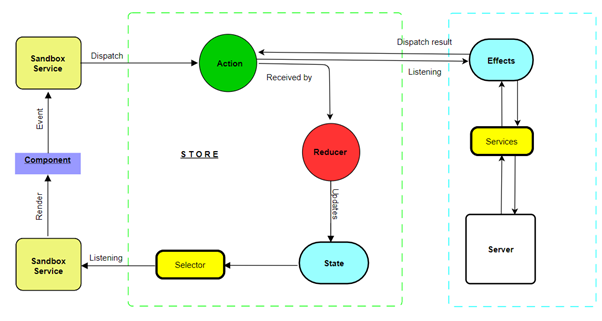 Sandbox
Service
Dispatch
Action
Dispatch result
Listening
Effects
Received by
Event
Component
S T O R E
Reducer
Services
Render
Updates
Sandbox
Service
Listening
Selector
State
Server